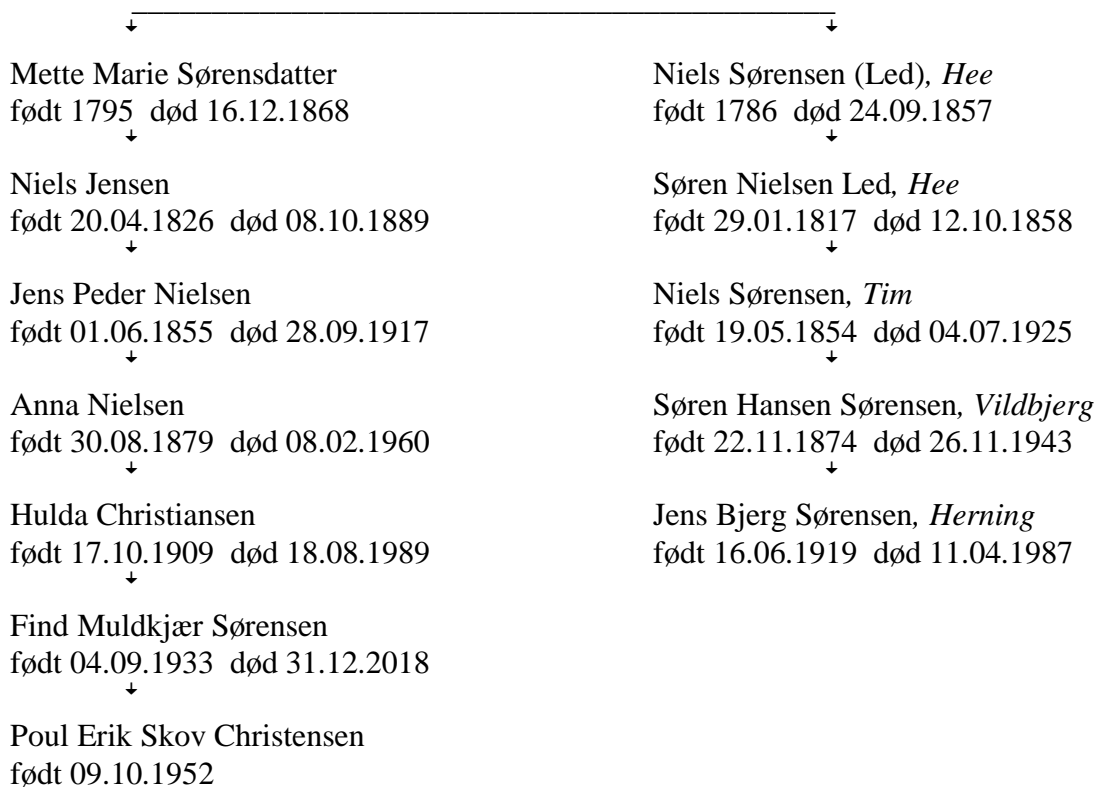 Mette Marie Sørensdatter
født 1795 død 16.12.1868
Niels Jensen
født 20.04.1826 død 08.10.1889
Jens Peder Nielsen
født 01.06.1855 død 28.09.1917
Anna Nielsen
født 30.08.1879 død 08.02.1960
Hulda Christiansen
født 17.10.1909 død 18.08.1989
Find Muldkjær Sørensen
født 04.09.1933 død 31.12.2018
Poul Erik Skov Christensen
født 09.10.1952
Niels Sørensen (Led), Hee
født 1786 død 24.09.1857
Søren Nielsen Led, Hee
født 29.01.1817 død 12.10.1858
Niels Sørensen, Tim
født 19.05.1854 død 04.07.1925
Søren Hansen Sørensen, Vildbjerg
født 22.11.1874 død 26.11.1943
Jens Bjerg Sørensen, Herning
født 16.06.1919 død 11.04.1987